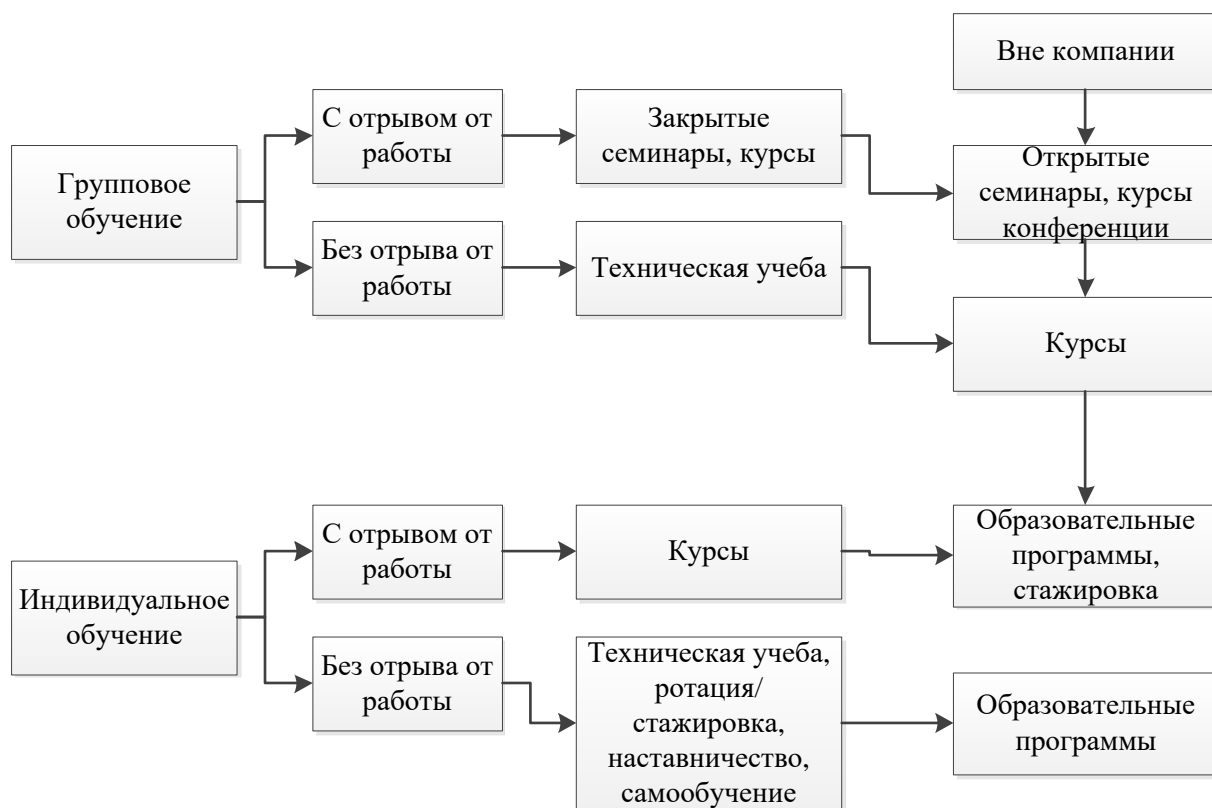 Вне компании
С отрывом от
работы
Закрытые
семинары, курсы
Открытые
семинары, курсы
конференции
Групповое
обучение
Без отрыва от
работы
Техническая учеба
Курсы
С отрывом от
работы
Курсы
Образовательные
программы,
стажировка
Индивидуальное
обучение
Без отрыва от
работы
Техническая учеба,
ротация/
стажировка,
наставничество,
самообучение
Образовательные
программы